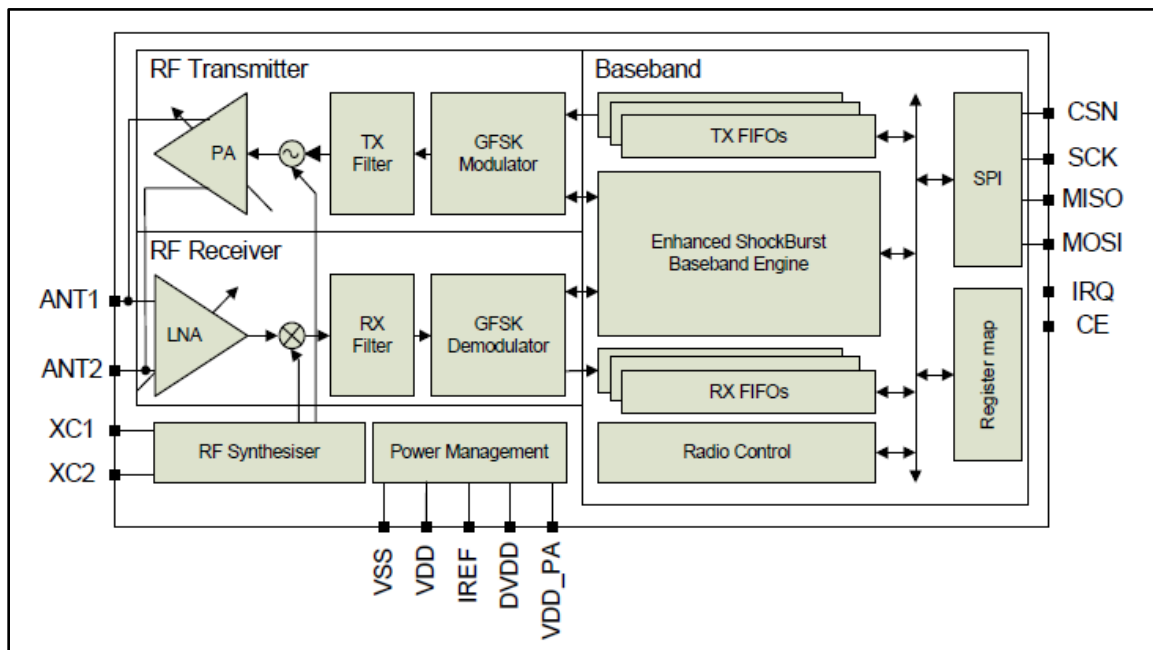 RF Transmitter
PA
TX
Filter
GFSK
Modulator
RF Receiver
LNA
RX
Filter
GFSK
Demodulator
RF Synthesiser
Power Management
Baseband
TX FIFOs
Enhanced ShockBurst
Baseband Engine
RX FIFOs
Radio Control
SPI
Register map
CSN
SCK
MISO
MOSI
IRQ
CE
ANT1
ANT2
XC1
XC2
VSS
VDD
IREF
DVDD
VDD_PA